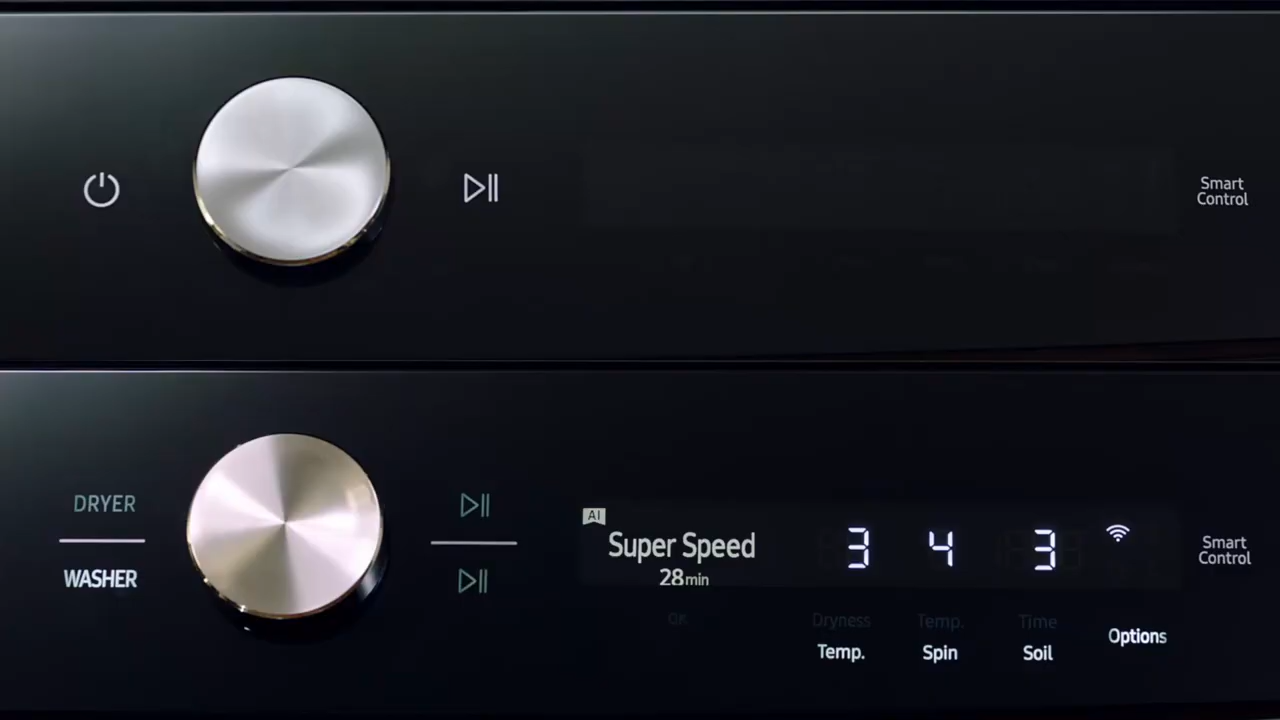 Smart
Control
DRYER
WASHER
AI
Super Speed
28min
3 4 3
OK
Dryness Temp. Time
Temp. Spin Soil Options
Smart
Control